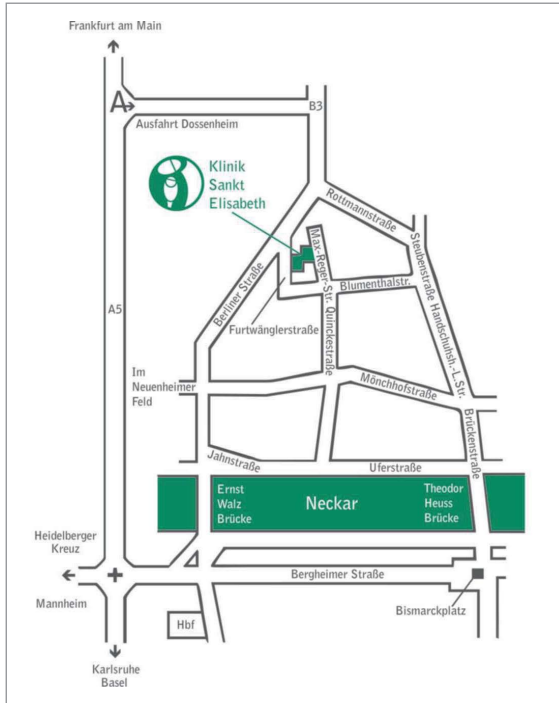 Frankfurt am Main
A
B3
Ausfahrt Dossenheim
Klinik
Sankt
Elisabeth
Rottmannstraße
Steubenstraße
Max-Reger-Str.
Berliner Straße
Blumenthalstr.
A5
Furtwänglerstraße
Quinckestraße
Handschuhsh.-L.Str.
Im
Neuenheimer
Feld
Mönchhofstraße
Brückenstraße
Jahnstraße
Uferstraße
Ernst
Walz
Brücke
Neckar
Theodor
Heuss
Brücke
Heidelberger
Kreuz
Bergheimer Straße
Mannheim
Bismarckplatz
Hbf
Karlsruhe
Basel